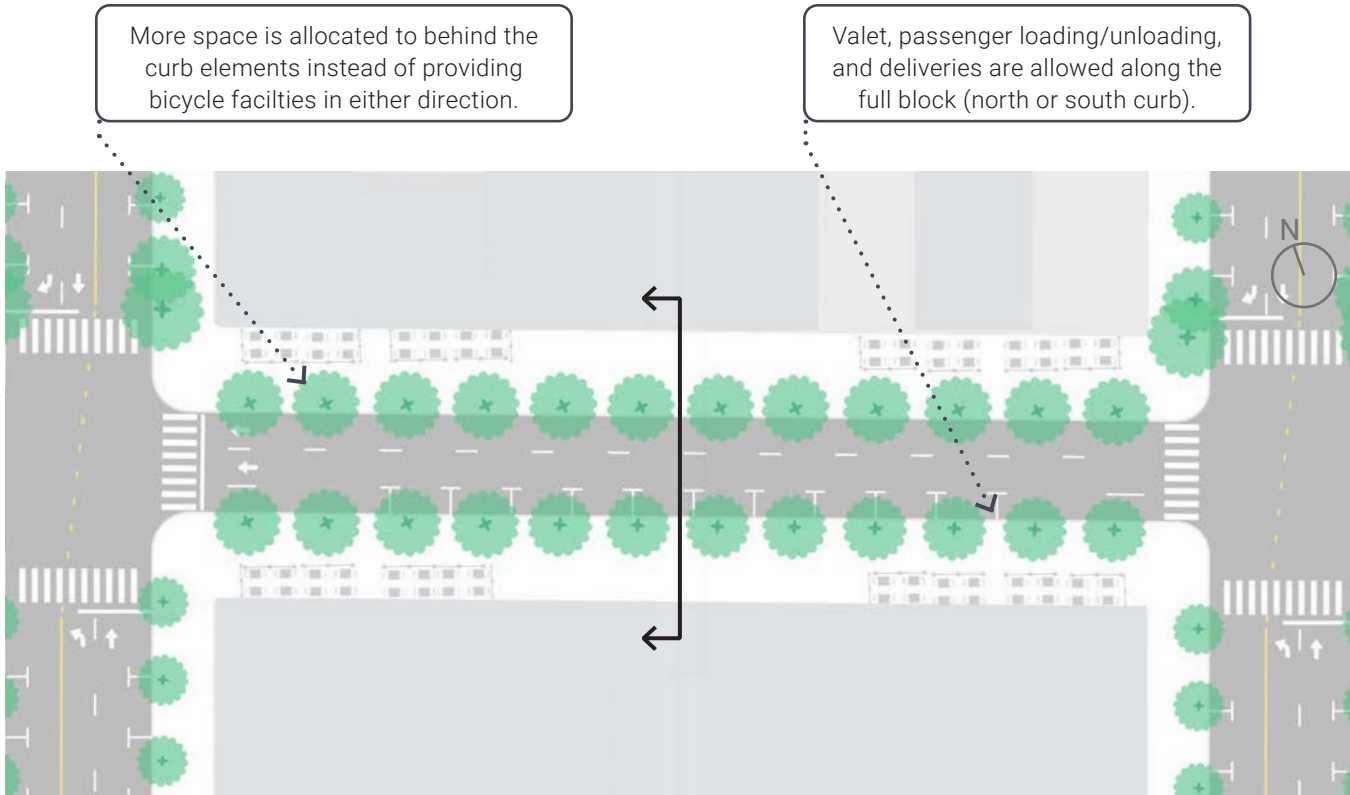 More space is allocated to behind the
curb elements instead of providing
bicycle facilties in either direction.
Valet, passenger loading/unloading,
and deliveries are allowed along the
full block (north or south curb).
N